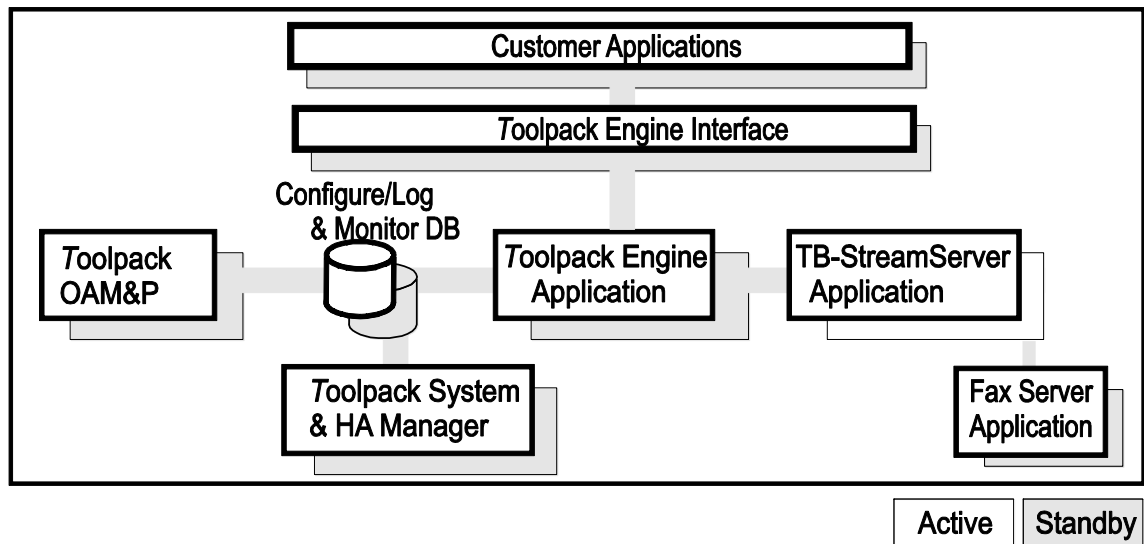 Customer Applications
Toolpack Engine Interface
Configure/Log
& Monitor DB
Toolpack
OAM&P
Toolpack Engine
Application
TB-StreamServer
Application
Toolpack System
& HA Manager
Fax Server
Application
Active
Standby